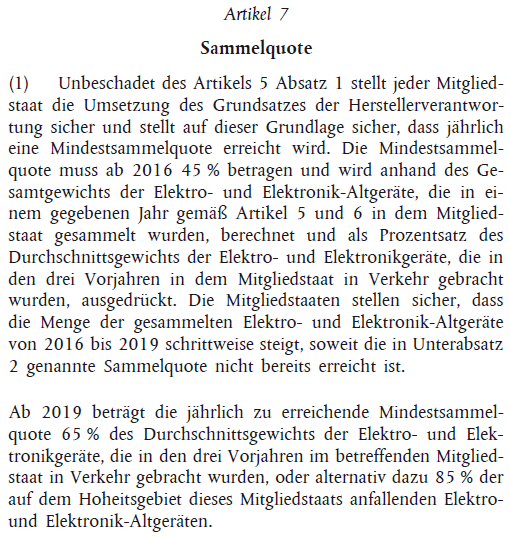 Artikel 7
Sammelquote
(1) Unbeschadet des Artikels 5 Absatz 1 stellt jeder Mitglied-
staat die Umsetzung des Grundsatzes der Herstellerverantwor-
tung sicher und stellt auf dieser Grundlage sicher, dass jährlich
eine Mindestsammelquote erreicht wird. Die Mindestsammel-
quote muss ab 2016 45 % betragen und wird anhand des Ge-
samtgewichts der Elektro- und Elektronik-Altgeräte, die in ei-
nem gegebenen Jahr gemäß Artikel 5 und 6 in dem Mitglied-
staat gesammelt wurden, berechnet und als Prozentsatz des
Durchschnittsgewichts der Elektro- und Elektronikgeräte, die in
den drei Vorjahren in dem Mitgliedstaat in Verkehr gebracht
wurden, ausgedrückt. Die Mitgliedstaaten stellen sicher, dass
die Menge der gesammelten Elektro- und Elektronik-Altgeräte
von 2016 bis 2019 schrittweise steigt, soweit die in Unterabsatz
2 genannte Sammelquote nicht bereits erreicht ist.
Ab 2019 beträgt die jährlich zu erreichende Mindestsammel-
quote 65 % des Durchschnittsgewichts der Elektro- und Elek-
tronikgeräte, die in den drei Vorjahren im betreffenden Mitglied-
staat in Verkehr gebracht wurden, oder alternativ dazu 85 % der
auf dem Hoheitsgebiet dieses Mitgliedstaats anfallenden Elektro-
und Elektronik-Altgeräten.